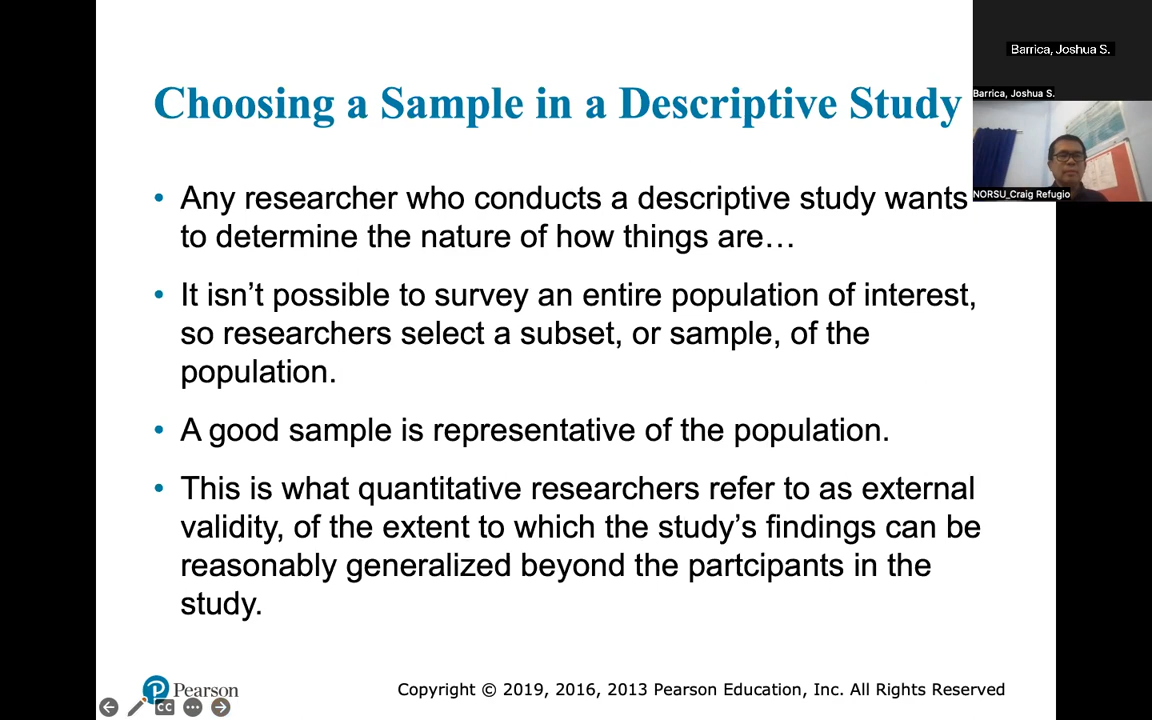 Choosing a Sample in a Descriptive Study
• Any researcher who conducts a descriptive study wants
to determine the nature of how things are…
• It isn't possible to survey an entire population of interest,
so researchers select a subset, or sample, of the
population.
• A good sample is representative of the population.
• This is what quantitative researchers refer to as external
validity, of the extent to which the study's findings can be
reasonably generalized beyond the partcipants in the
study.
Pearson
Copyright © 2019, 2016, 2013 Pearson Education, Inc. All Rights Reserved
CC
Barrica, Joshua S.
Barrica, Joshua S.
NORSU_Craig Refugio